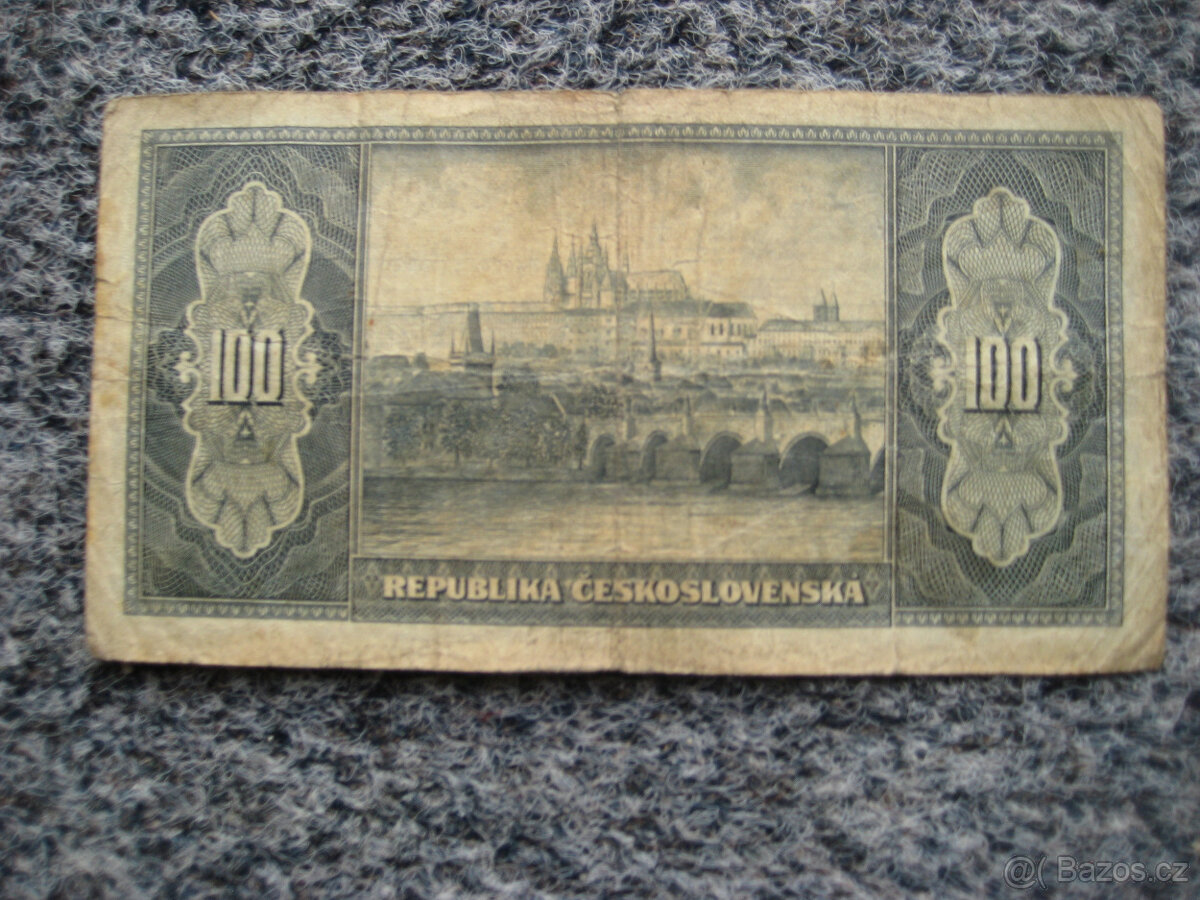 100 100
REPUBLIKA ČESKOSLOVENSKÁ
@( Bazos.cz